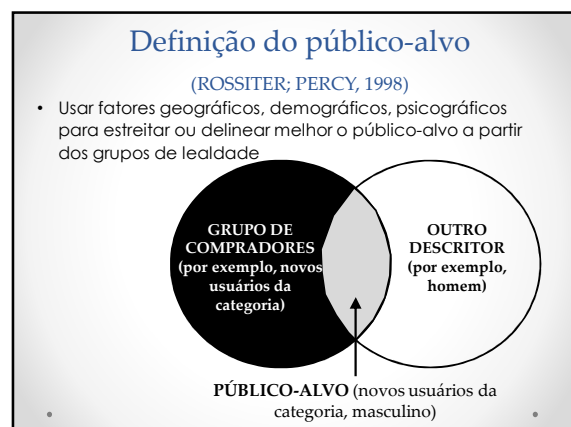 Definição do público-alvo
(ROSSITER; PERCY, 1998)
• Usar fatores geográficos, demográficos, psicográficos
para estreitar ou delinear melhor o público-alvo a partir
dos grupos de lealdade
GRUPO DE
COMPRADORES
(por exemplo, novos
usuários da
categoria)
OUTRO
DESCRITOR
(por exemplo,
homem)
PÚBLICO-ALVO (novos usuários da
categoria, masculino)